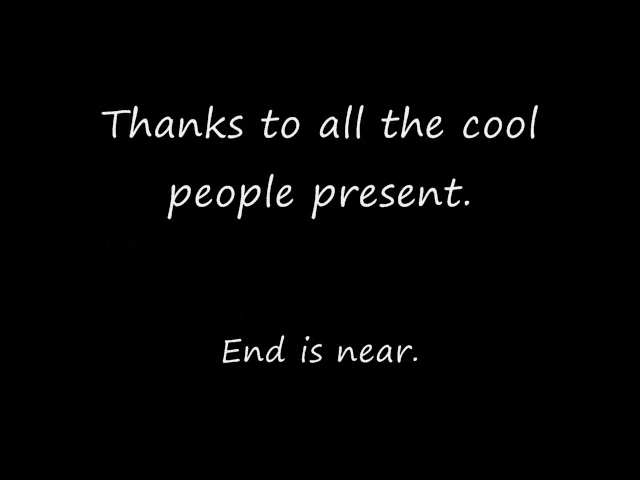 Thanks to all the cool
people present.
End is near.